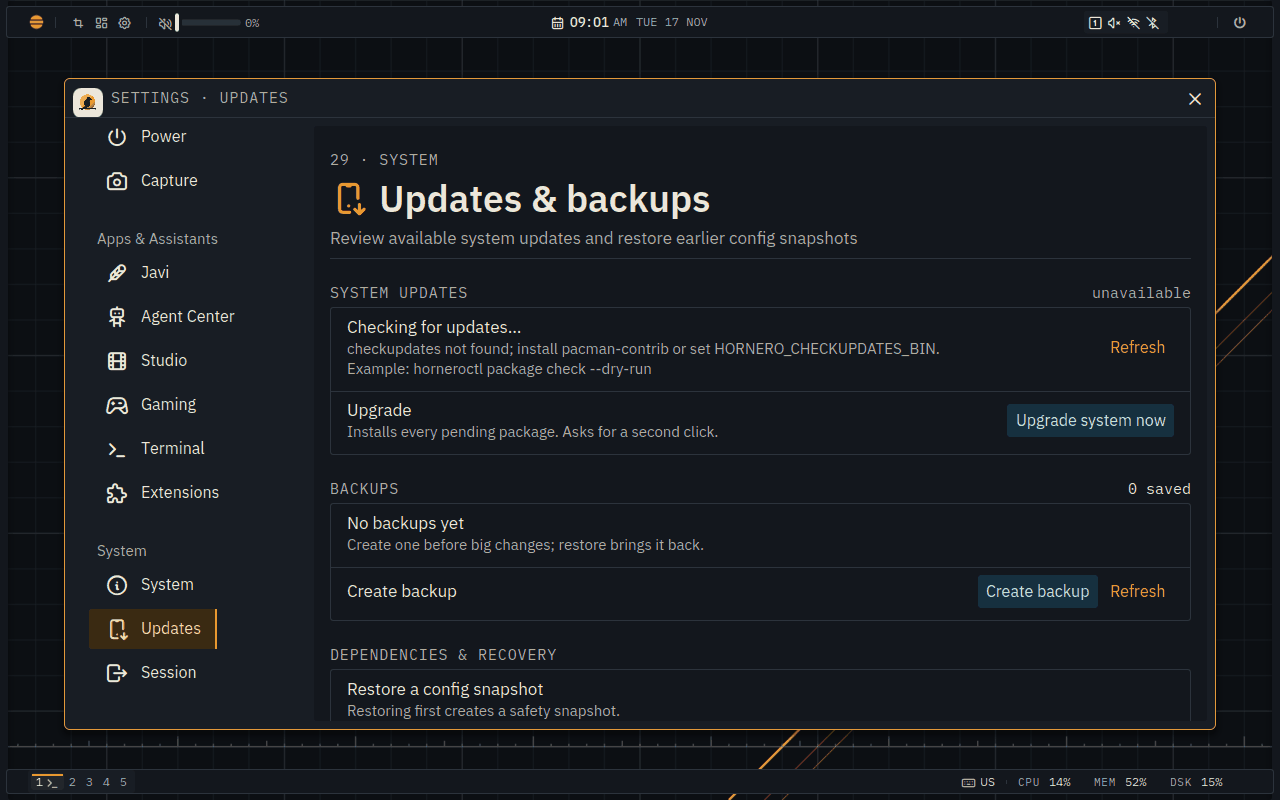 0%
09:01 AM TUE 17 NOV
1
SETTINGS · UPDATES
Power
Capture
Apps & Assistants
Javi
Agent Center
Studio
Gaming
Terminal
Extensions
System
System
Updates
Session
29 · SYSTEM
Updates & backups
Review available system updates and restore earlier config snapshots
SYSTEM UPDATES
unavailable
Checking for updates...
checkupdates not found; install pacman-contrib or set HORNERO_CHECKUPDATES_BIN.
Example: horneroctl package check --dry-run
Refresh
Upgrade
Installs every pending package. Asks for a second click.
Upgrade system now
BACKUPS
0 saved
No backups yet
Create one before big changes; restore brings it back.
Create backup
Create backup
Refresh
DEPENDENCIES & RECOVERY
Restore a config snapshot
Restoring first creates a safety snapshot.
1 2 3 4 5
US CPU 14% MEM 52% DSK 15%